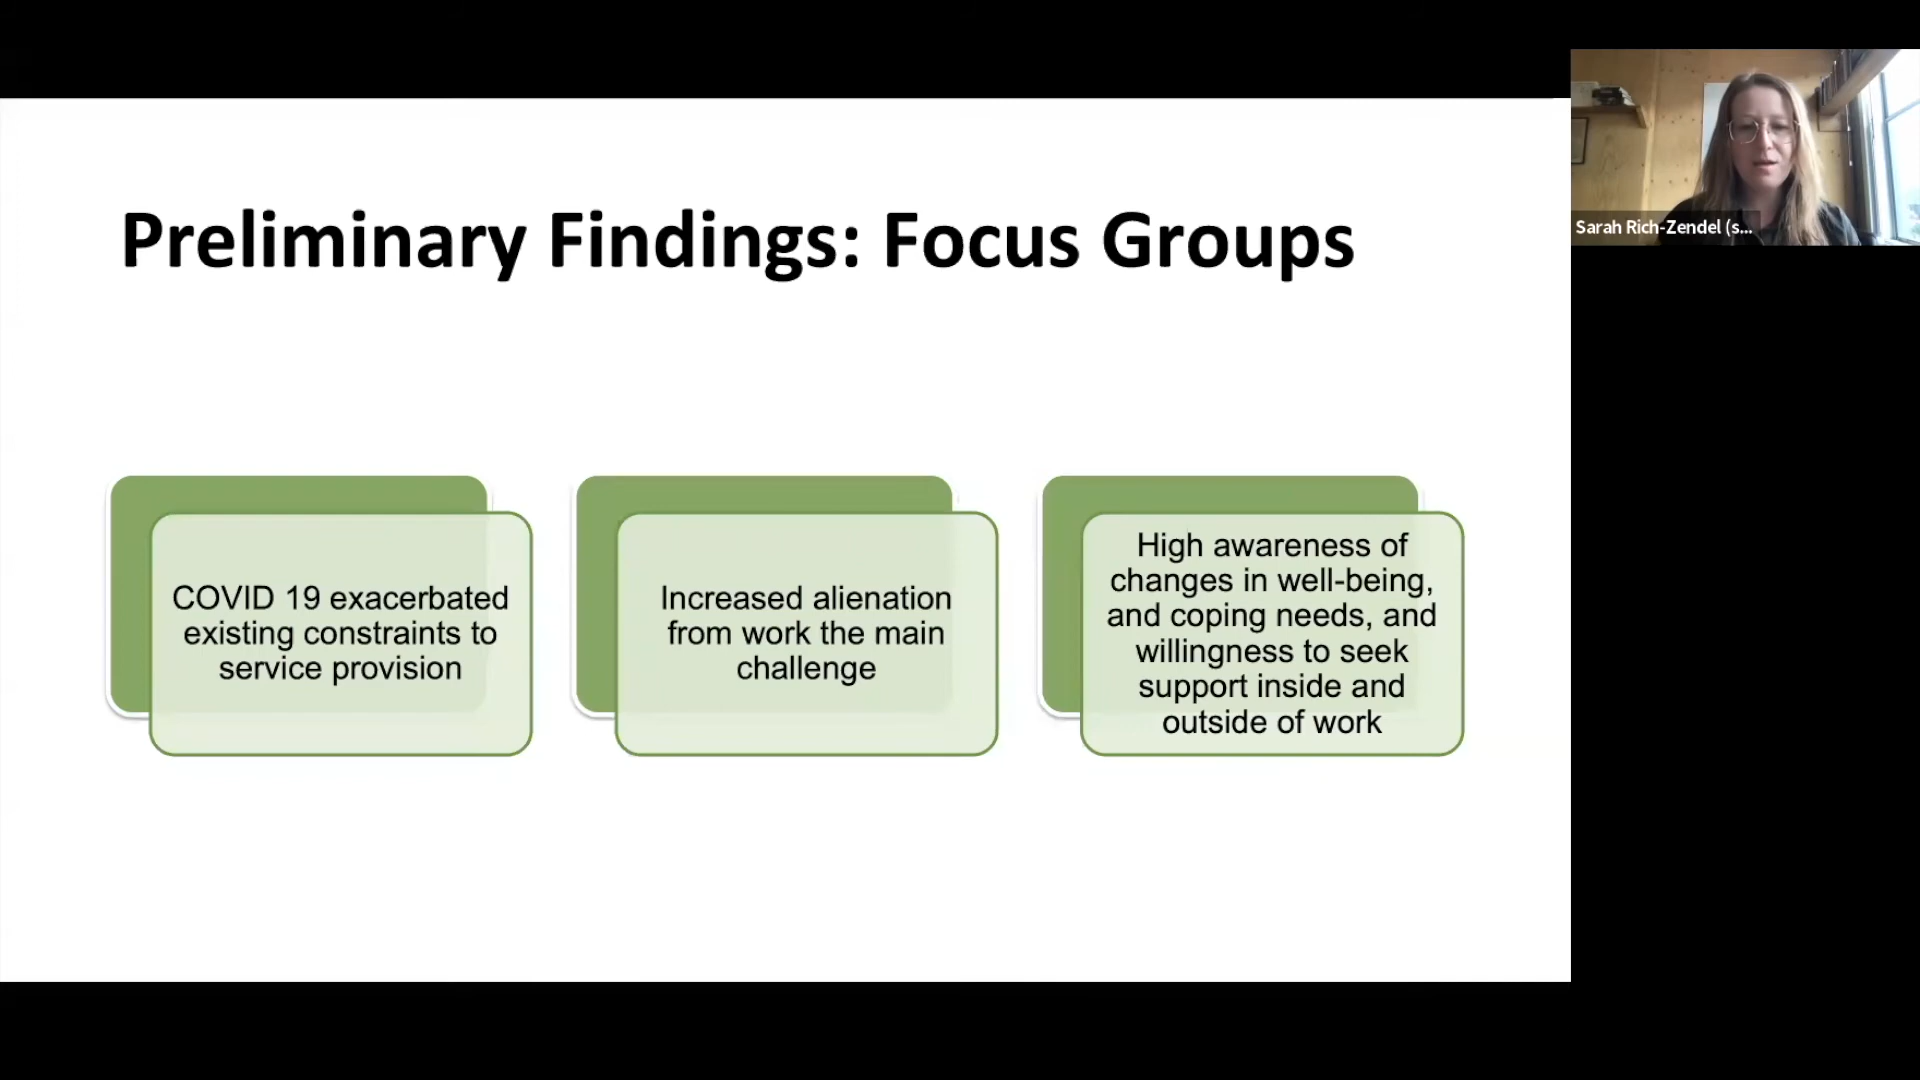 Preliminary Findings: Focus Groups
COVID 19 exacerbated
existing constraints to
service provision
Increased alienation
from work the main
challenge
High awareness of
changes in well-being,
and coping needs, and
willingness to seek
support inside and
outside of work
Sarah Rich-Zendel (s...